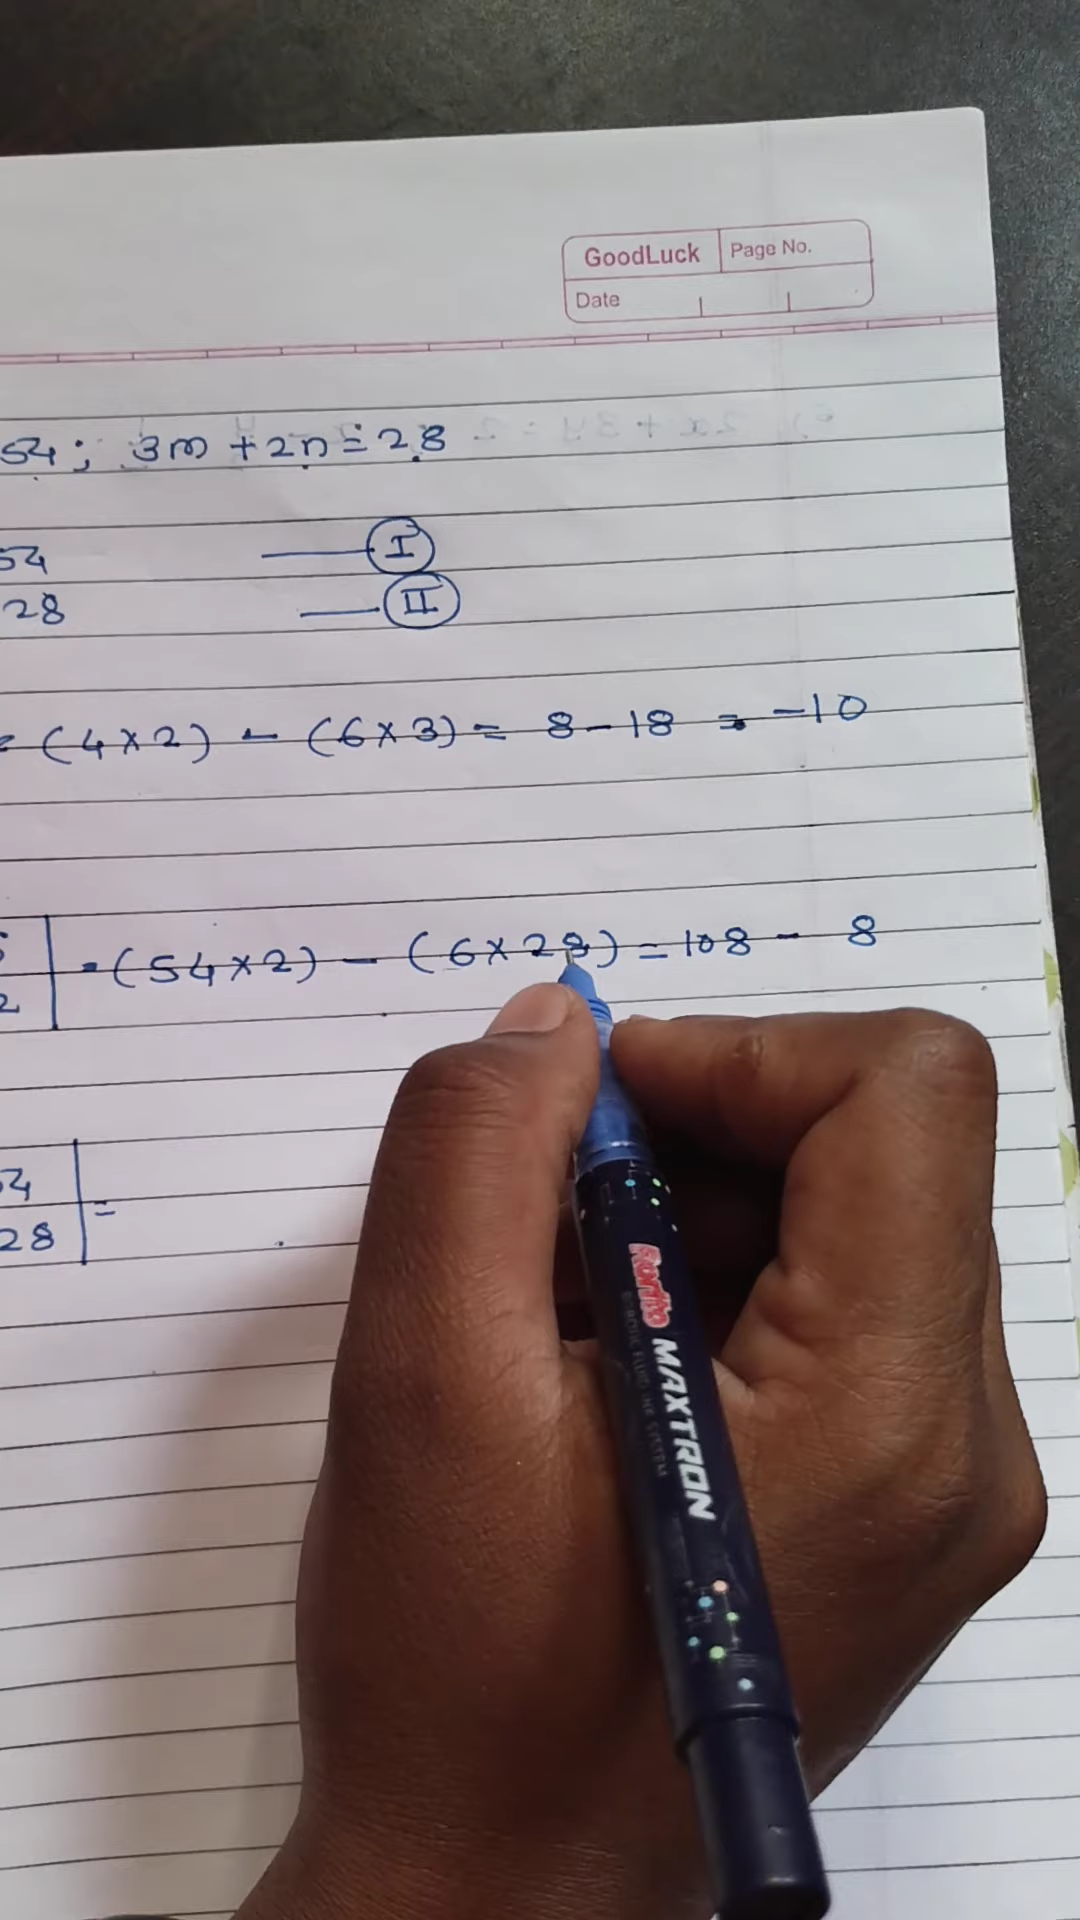 GoodLuck Page No.
Date
54; 3m + 2n = 28
54 — I
28 — II
= (4 × 2) - (6 × 3) = 8 - 18 = -10
= (54 × 2) - (6 × 28) = 108 - 8
2
54
28 =
Rorito MAXTRON